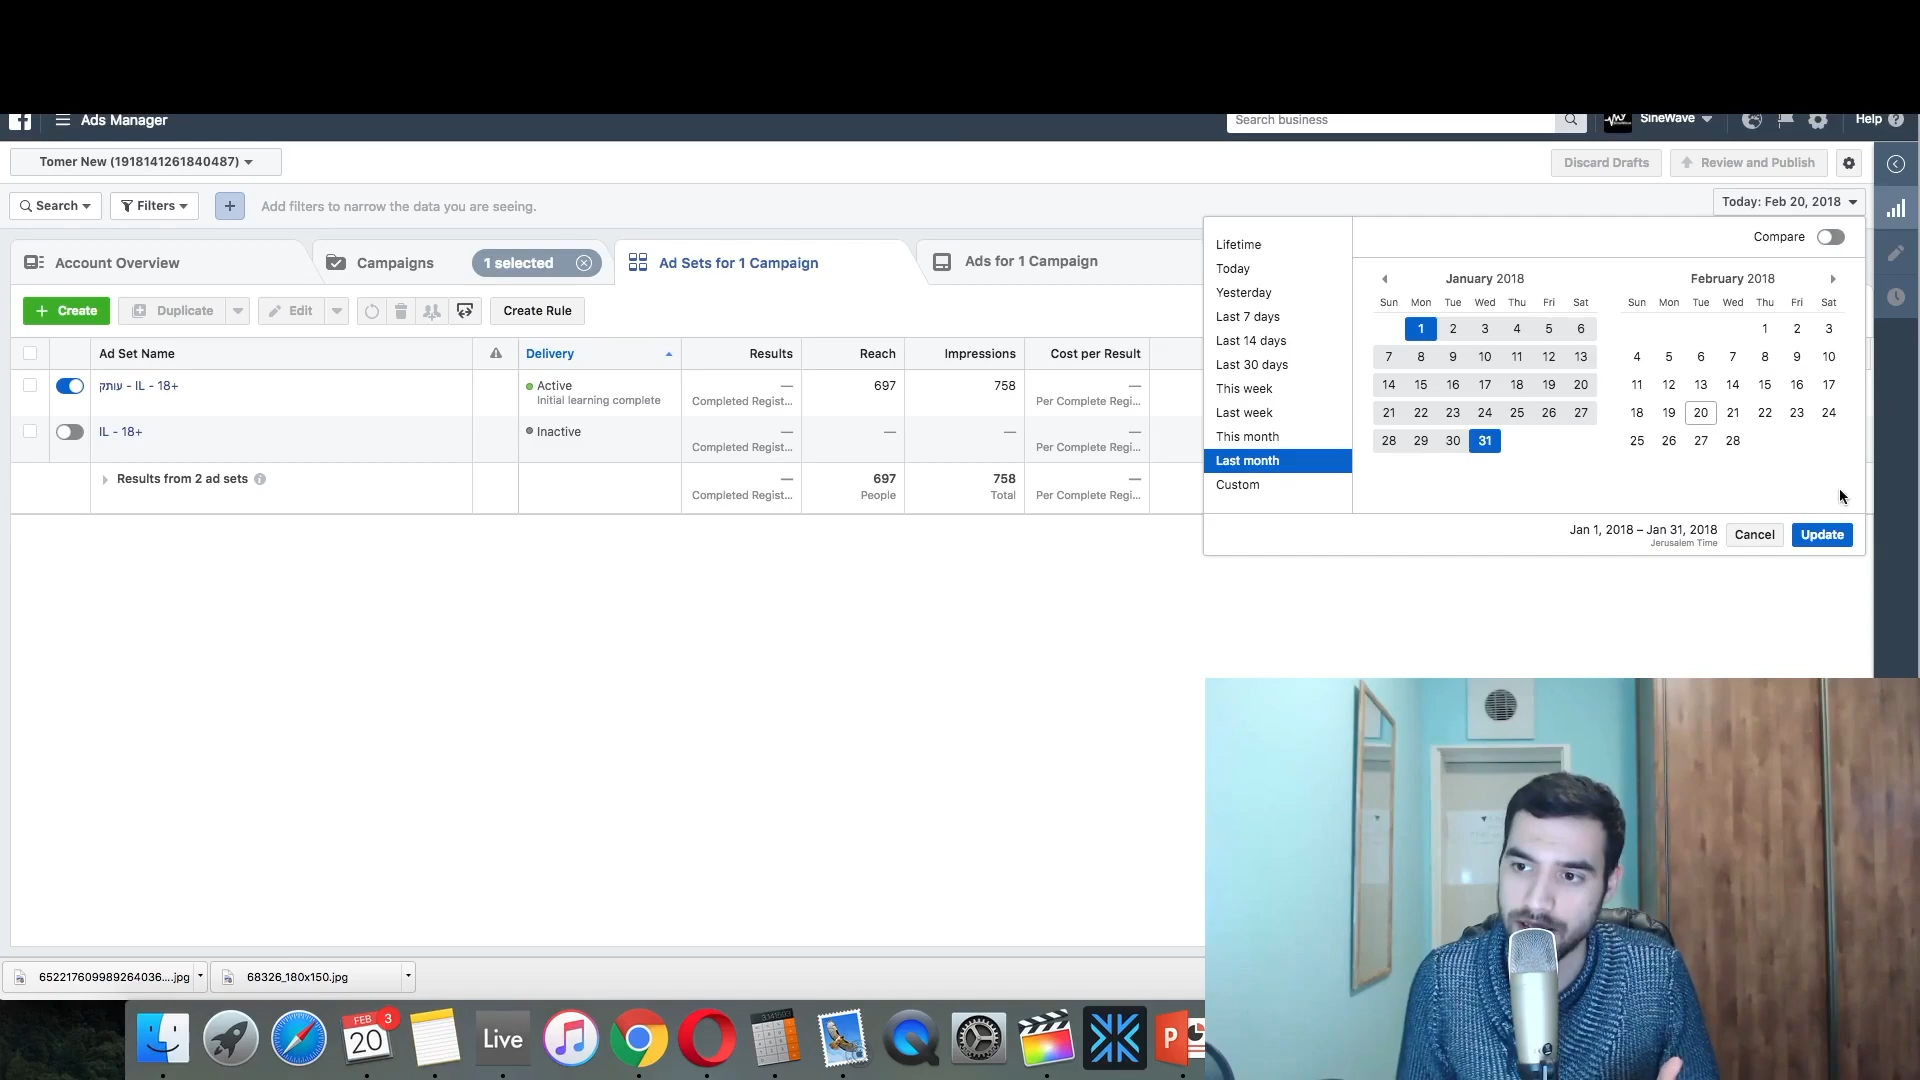 Ads Manager
Search business
SineWave
Help
Tomer New (1918141261840487)
Discard Drafts
Review and Publish
Search
Filters
Add filters to narrow the data you are seeing.
Today: Feb 20, 2018
Account Overview
Campaigns
1 selected
Ad Sets for 1 Campaign
Ads for 1 Campaign
+ Create
Duplicate
Edit
Create Rule
Ad Set Name
Delivery
Results
Reach
Impressions
Cost per Result
עותק - IL - 18+
Active
Initial learning complete
—
Completed Regist...
697
758
—
Per Complete Regi...
IL - 18+
Inactive
—
Completed Regist...
—
—
—
Per Complete Regi...
Results from 2 ad sets
—
Completed Regist...
697
People
758
Total
—
Per Complete Regi...
Lifetime
Today
Yesterday
Last 7 days
Last 14 days
Last 30 days
This week
Last week
This month
Last month
Custom
Compare
January 2018
Sun Mon Tue Wed Thu Fri Sat
1 2 3 4 5 6
7 8 9 10 11 12 13
14 15 16 17 18 19 20
21 22 23 24 25 26 27
28 29 30 31
February 2018
Sun Mon Tue Wed Thu Fri Sat
1 2 3
4 5 6 7 8 9 10
11 12 13 14 15 16 17
18 19 20 21 22 23 24
25 26 27 28
Jan 1, 2018 – Jan 31, 2018
Jerusalem Time
Cancel
Update
652217609989264036....jpg
68326_180x150.jpg
FEB
3
20
Live
P